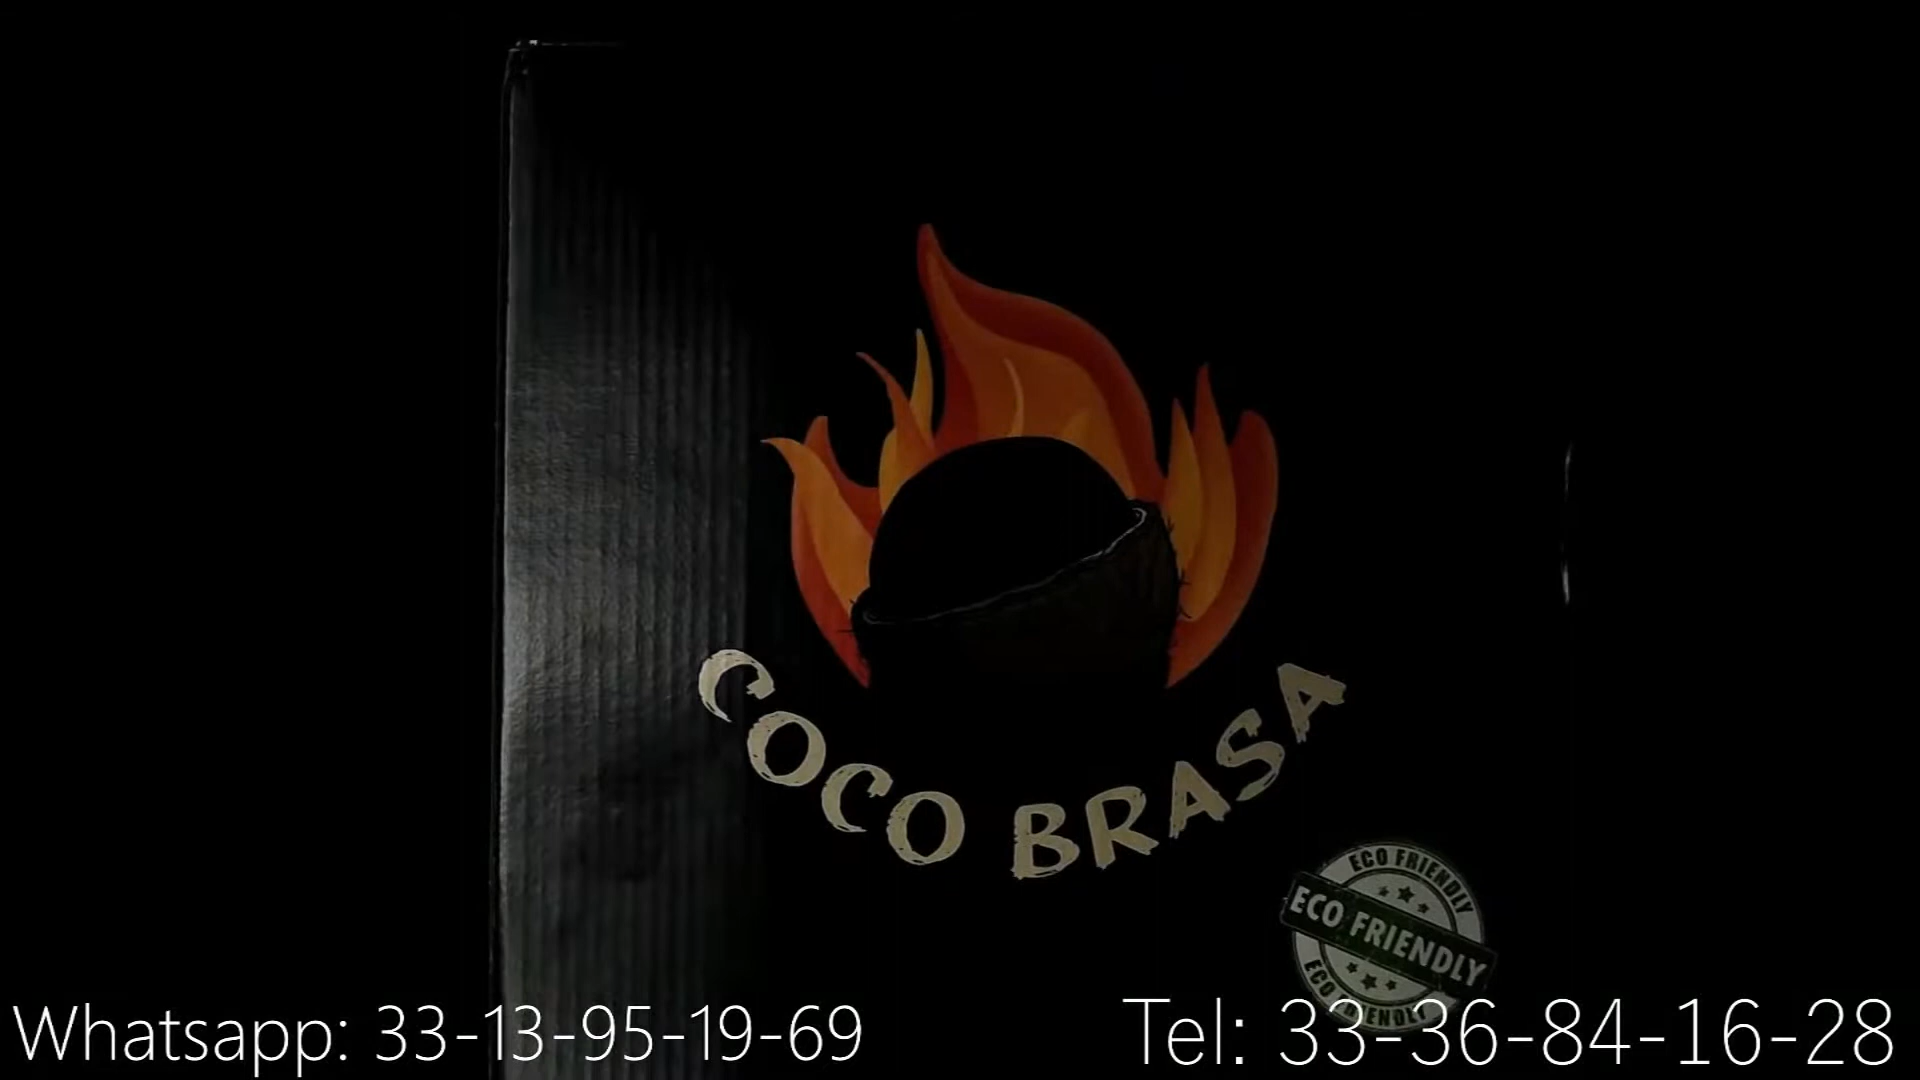 COCO BRASA
ECO FRIENDLY
ECO FRIENDLY
ECO FRIENDLY
Whatsapp: 33-13-95-19-69
Tel: 33-36-84-16-28